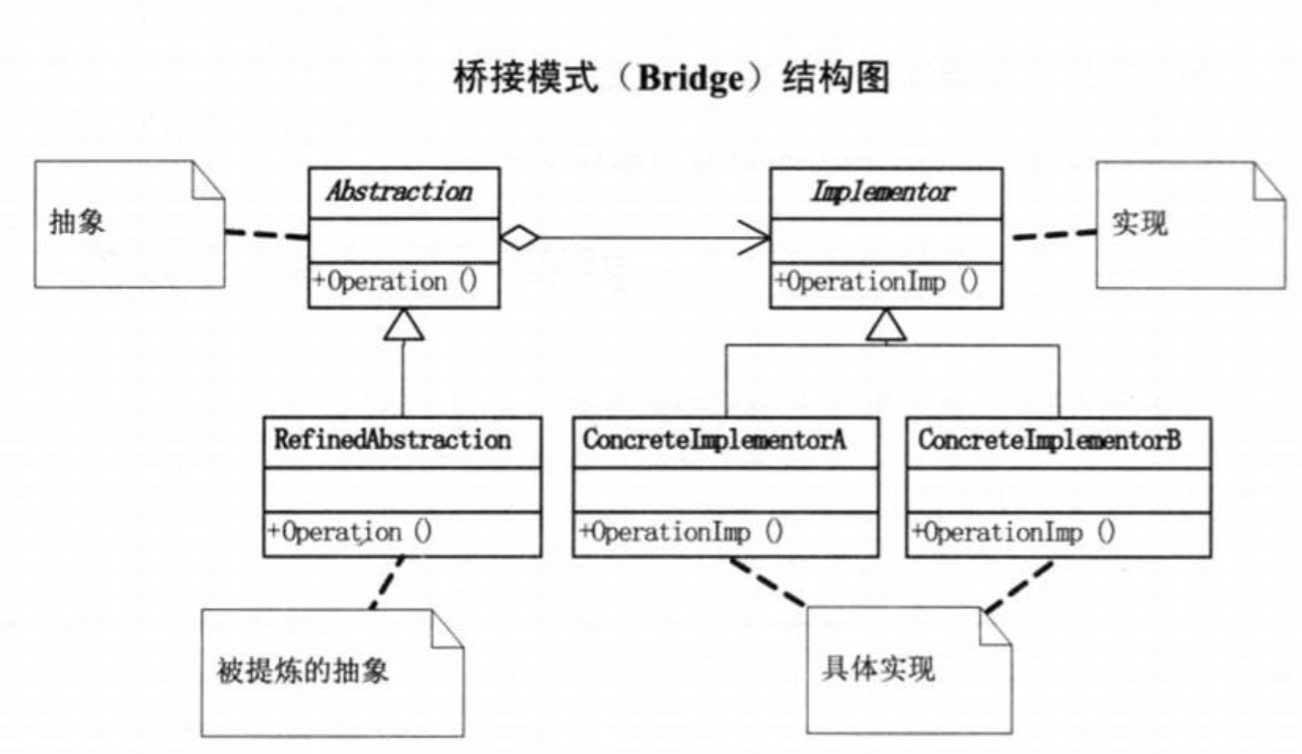 桥接模式（Bridge）结构图
抽象
Abstraction
+Operation ()
Implementor
+OperationImp ()
实现
RefinedAbstraction
+Operation ()
ConcreteImplementorA
+OperationImp ()
ConcreteImplementorB
+OperationImp ()
被提炼的抽象
具体实现